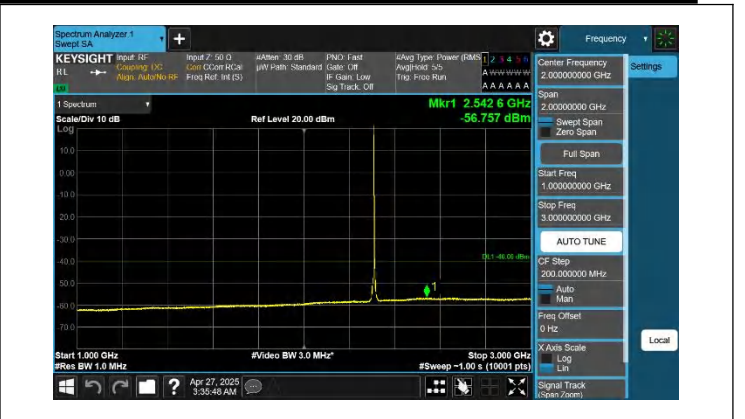 Spectrum Analyzer 1
Swept SA
+
Frequency
KEYSIGHT
RL
Input: RF
Coupling: DC
Align: Auto/No RF
Input Z: 50 Ω
Corr CCorr RCal
Freq Ref: Int (S)
#Atten: 30 dB
µW Path: Standard
PNO: Fast
Gate: Off
IF Gain: Low
Sig Track: Off
#Avg Type: Power (RMS
Avg|Hold: 5/5
Trig: Free Run
1 2 3 4 5 6
A W W W W W
A A A A A A
LU
1 Spectrum
Scale/Div 10 dB
Ref Level 20.00 dBm
Mkr1 2.542 6 GHz
-56.757 dBm
Log
10.0
0.00
-10.0
-20.0
-30.0
-40.0
-50.0
-60.0
-70.0
DL1 -40.00 dBm
1
Start 1.000 GHz
#Res BW 1.0 MHz
#Video BW 3.0 MHz*
Stop 3.000 GHz
#Sweep ~1.00 s (10001 pts)
?
Apr 27, 2025
3:35:48 AM
Center Frequency
2.000000000 GHz
Settings
Span
2.00000000 GHz
Swept Span
Zero Span
Full Span
Start Freq
1.000000000 GHz
Stop Freq
3.000000000 GHz
AUTO TUNE
CF Step
200.000000 MHz
Auto
Man
Freq Offset
0 Hz
Local
X Axis Scale
Log
Lin
Signal Track
(Span Zoom)